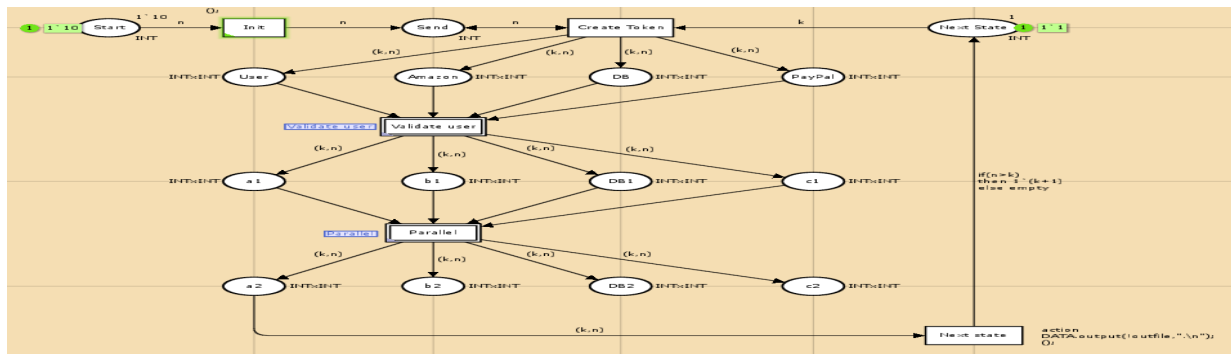 1`10
();
n
n
n
k
1
1
1`10
Start
Init
Send
Create Token
Next State
1
1`1
INT
INT
INT
(k,n)
(k,n)
(k,n)
(k,n)
INTxINT
User
Amazon
INTxINT
DB
INTxINT
PayPal
INTxINT
Validate user
Validate user
(k,n)
(k,n)
(k,n)
(k,n)
INTxINT
a1
b1
INTxINT
DB1
INTxINT
c1
INTxINT
if(n>k)
then 1`(k+1)
else empty
Parallel
Parallel
(k,n)
(k,n)
(k,n)
(k,n)
a2
INTxINT
b2
INTxINT
DB2
INTxINT
c2
INTxINT
(k,n)
Next state
action
DATA.output(!outfile,".\n");
();